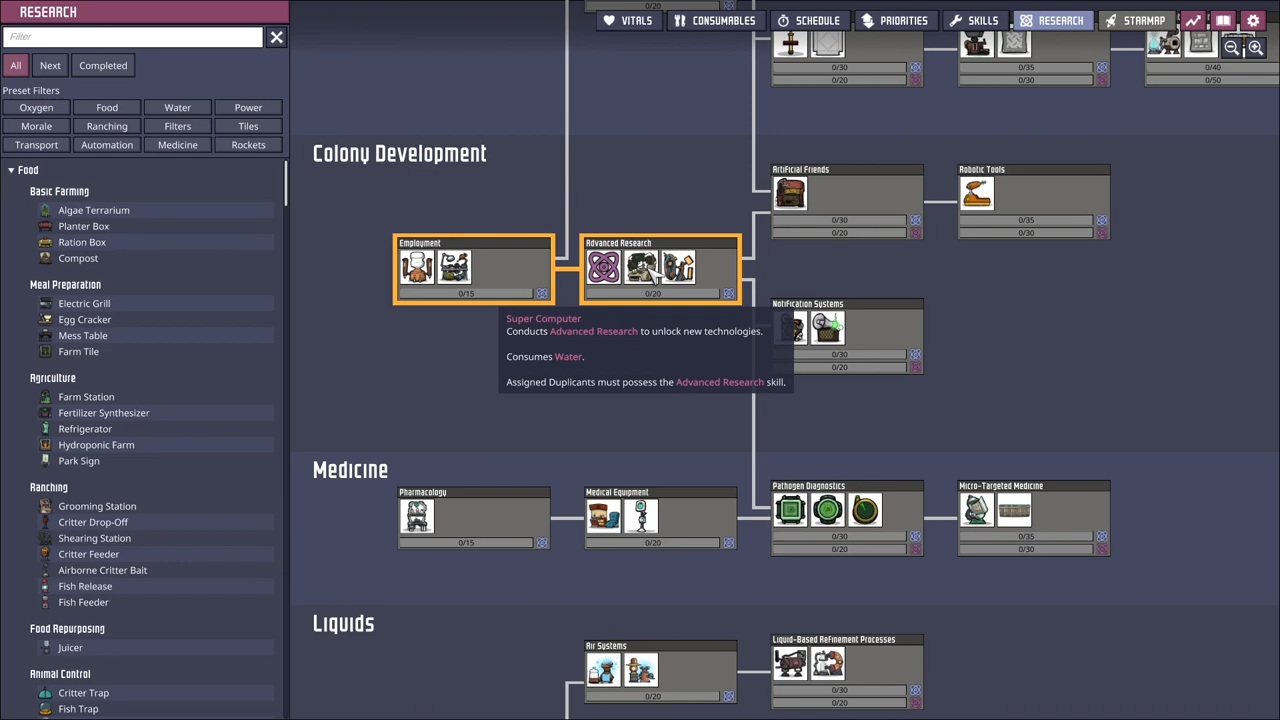 RESEARCH
VITALS
CONSUMABLES
SCHEDULE
PRIORITIES
SKILLS
RESEARCH
STARMAP
Filter
All
Next
Completed
Preset Filters
Oxygen
Food
Water
Power
Morale
Ranching
Filters
Tiles
Transport
Automation
Medicine
Rockets
Food
Basic Farming
Algae Terrarium
Planter Box
Ration Box
Compost
Meal Preparation
Electric Grill
Egg Cracker
Mess Table
Farm Tile
Agriculture
Farm Station
Fertilizer Synthesizer
Refrigerator
Hydroponic Farm
Park Sign
Ranching
Grooming Station
Critter Drop-Off
Shearing Station
Critter Feeder
Airborne Critter Bait
Fish Release
Fish Feeder
Food Repurposing
Juicer
Animal Control
Critter Trap
Fish Trap
0/20
0/30
0/20
0/35
0/30
0/40
0/50
Colony Development
Employment
0/15
Advanced Research
0/20
Artificial Friends
0/30
0/20
Robotic Tools
0/35
0/30
Notification Systems
0/30
0/20
Super Computer
Conducts Advanced Research to unlock new technologies.
Consumes Water.
Assigned Duplicants must possess the Advanced Research skill.
Medicine
Pharmacology
0/15
Medical Equipment
0/20
Pathogen Diagnostics
0/30
0/20
Micro-Targeted Medicine
0/35
0/30
Liquids
Air Systems
0/20
Liquid-Based Refinement Processes
0/30
0/20